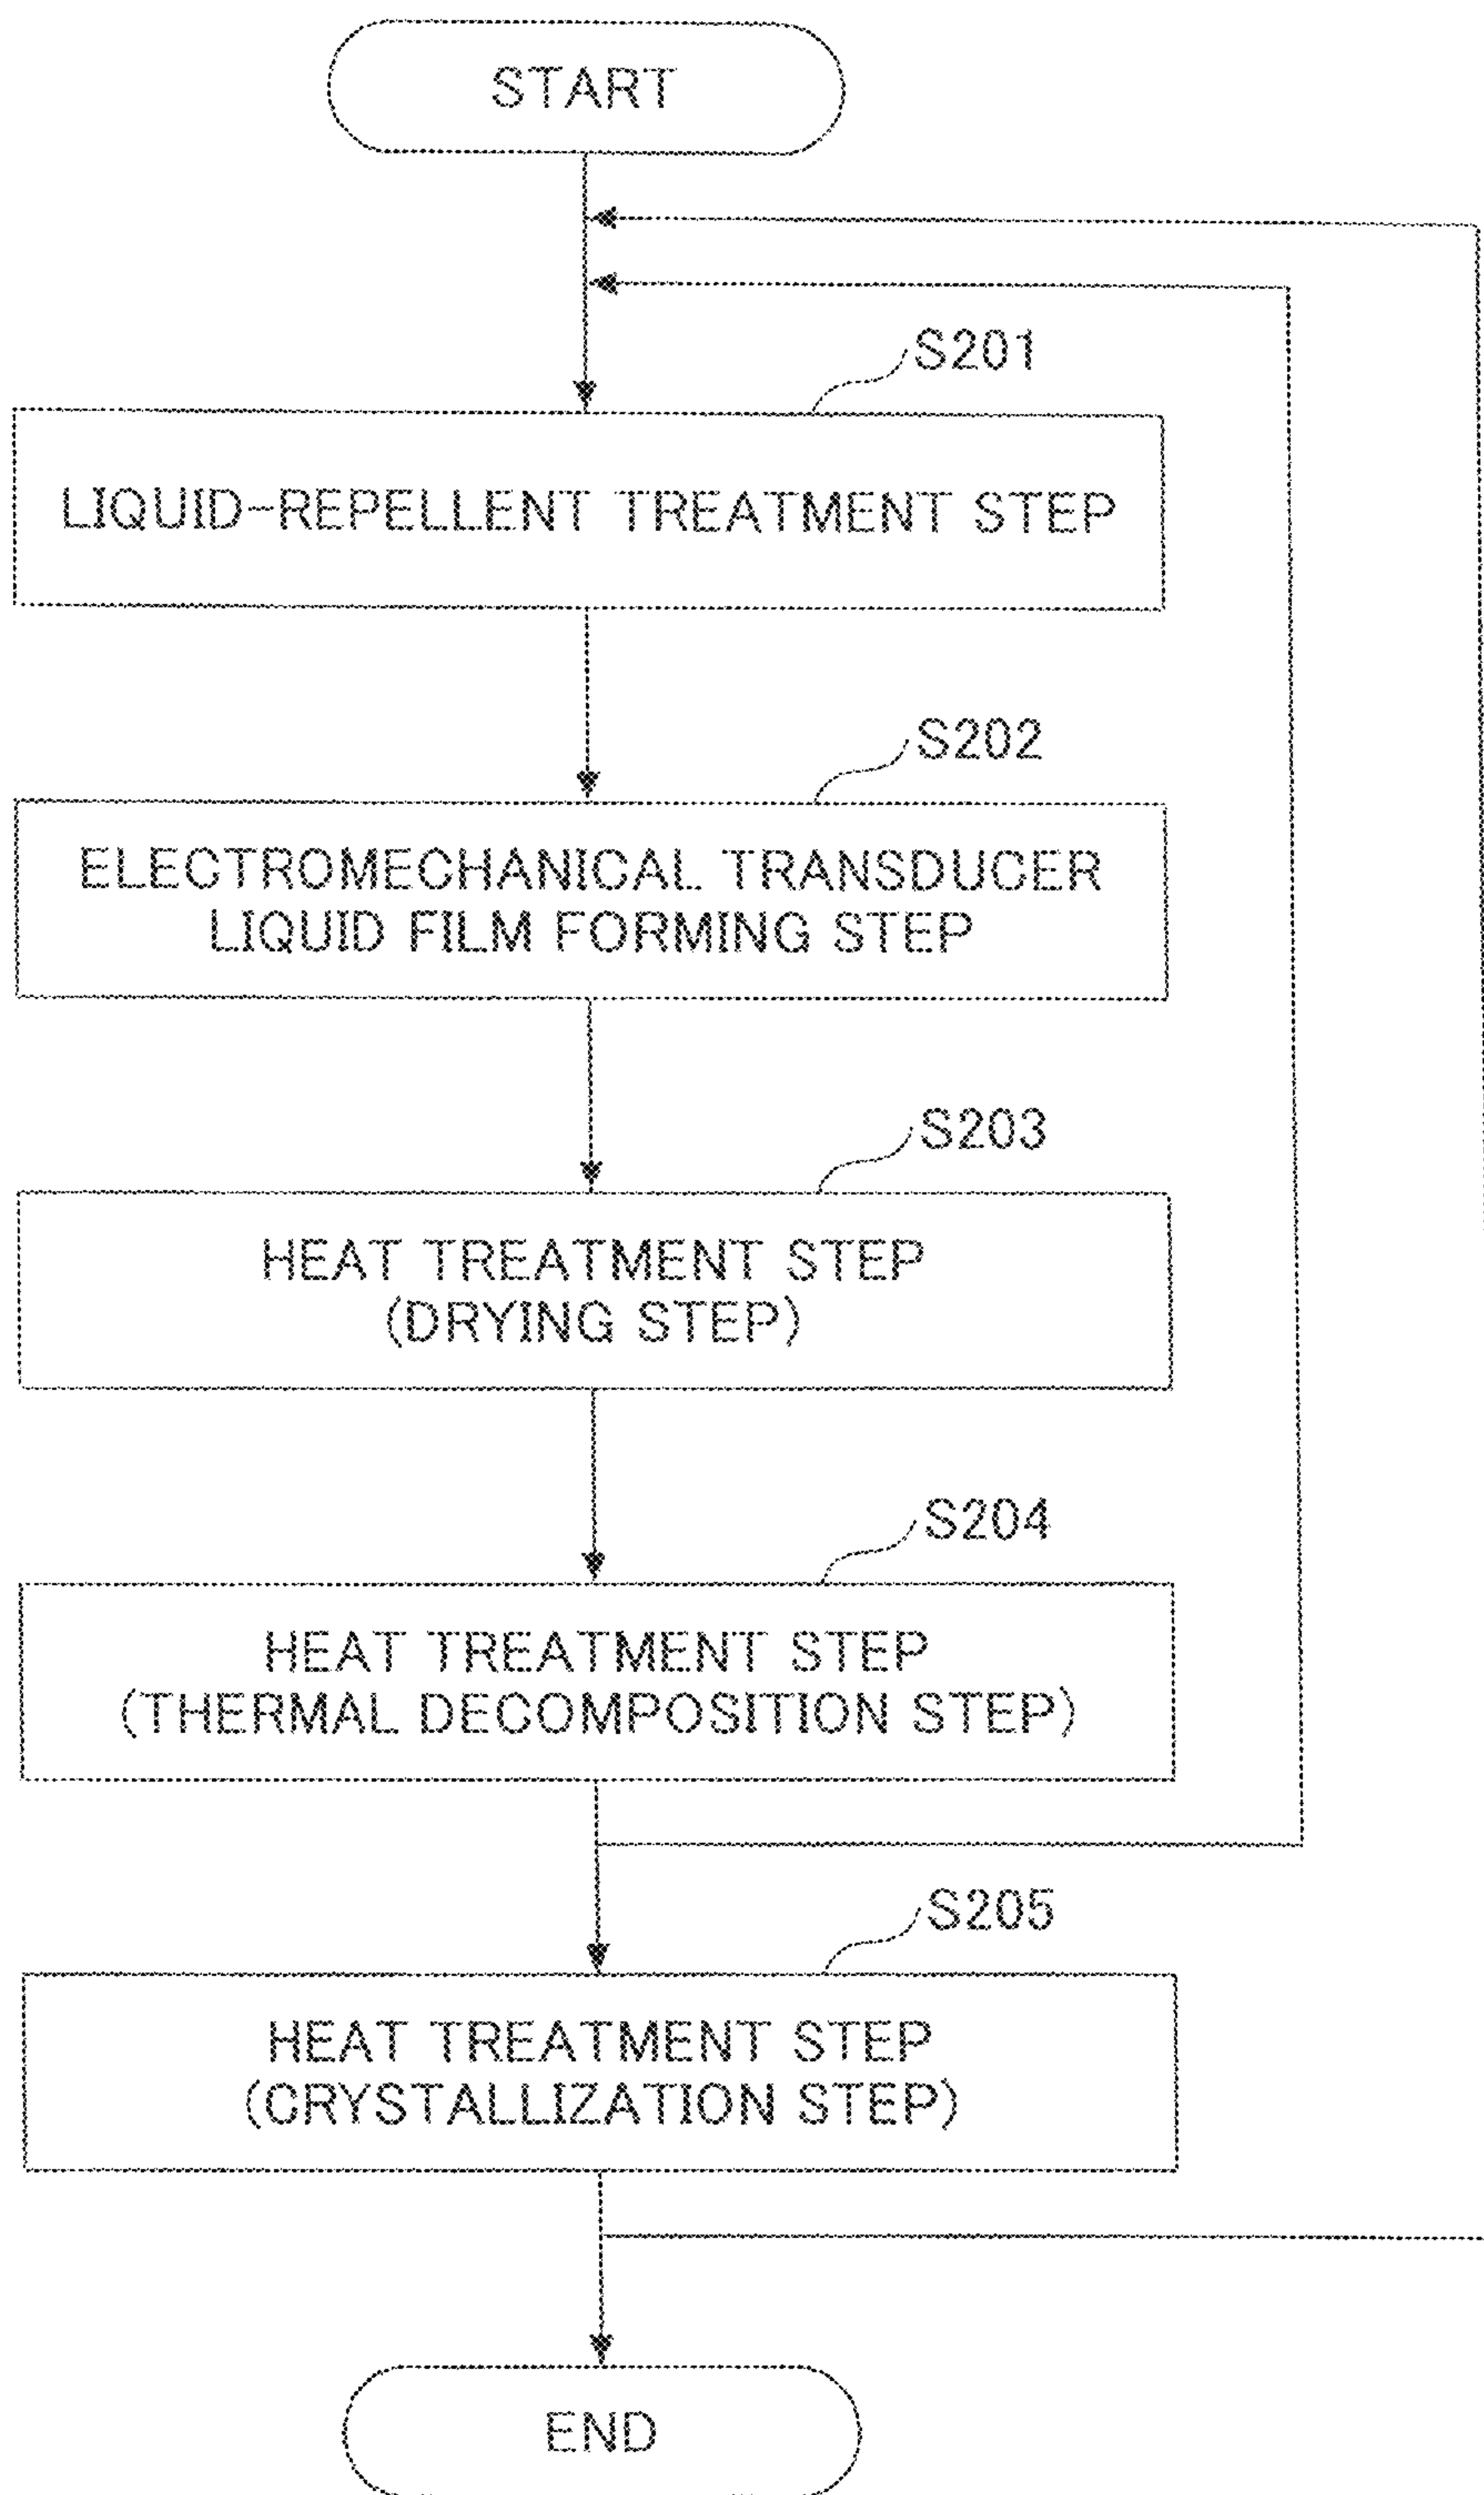 START
S201
LIQUID-REPELLENT TREATMENT STEP
S202
ELECTROMECHANICAL TRANSDUCER
LIQUID FILM FORMING STEP
S203
HEAT TREATMENT STEP
(DRYING STEP)
S204
HEAT TREATMENT STEP
(THERMAL DECOMPOSITION STEP)
S205
HEAT TREATMENT STEP
(CRYSTALLIZATION STEP)
END